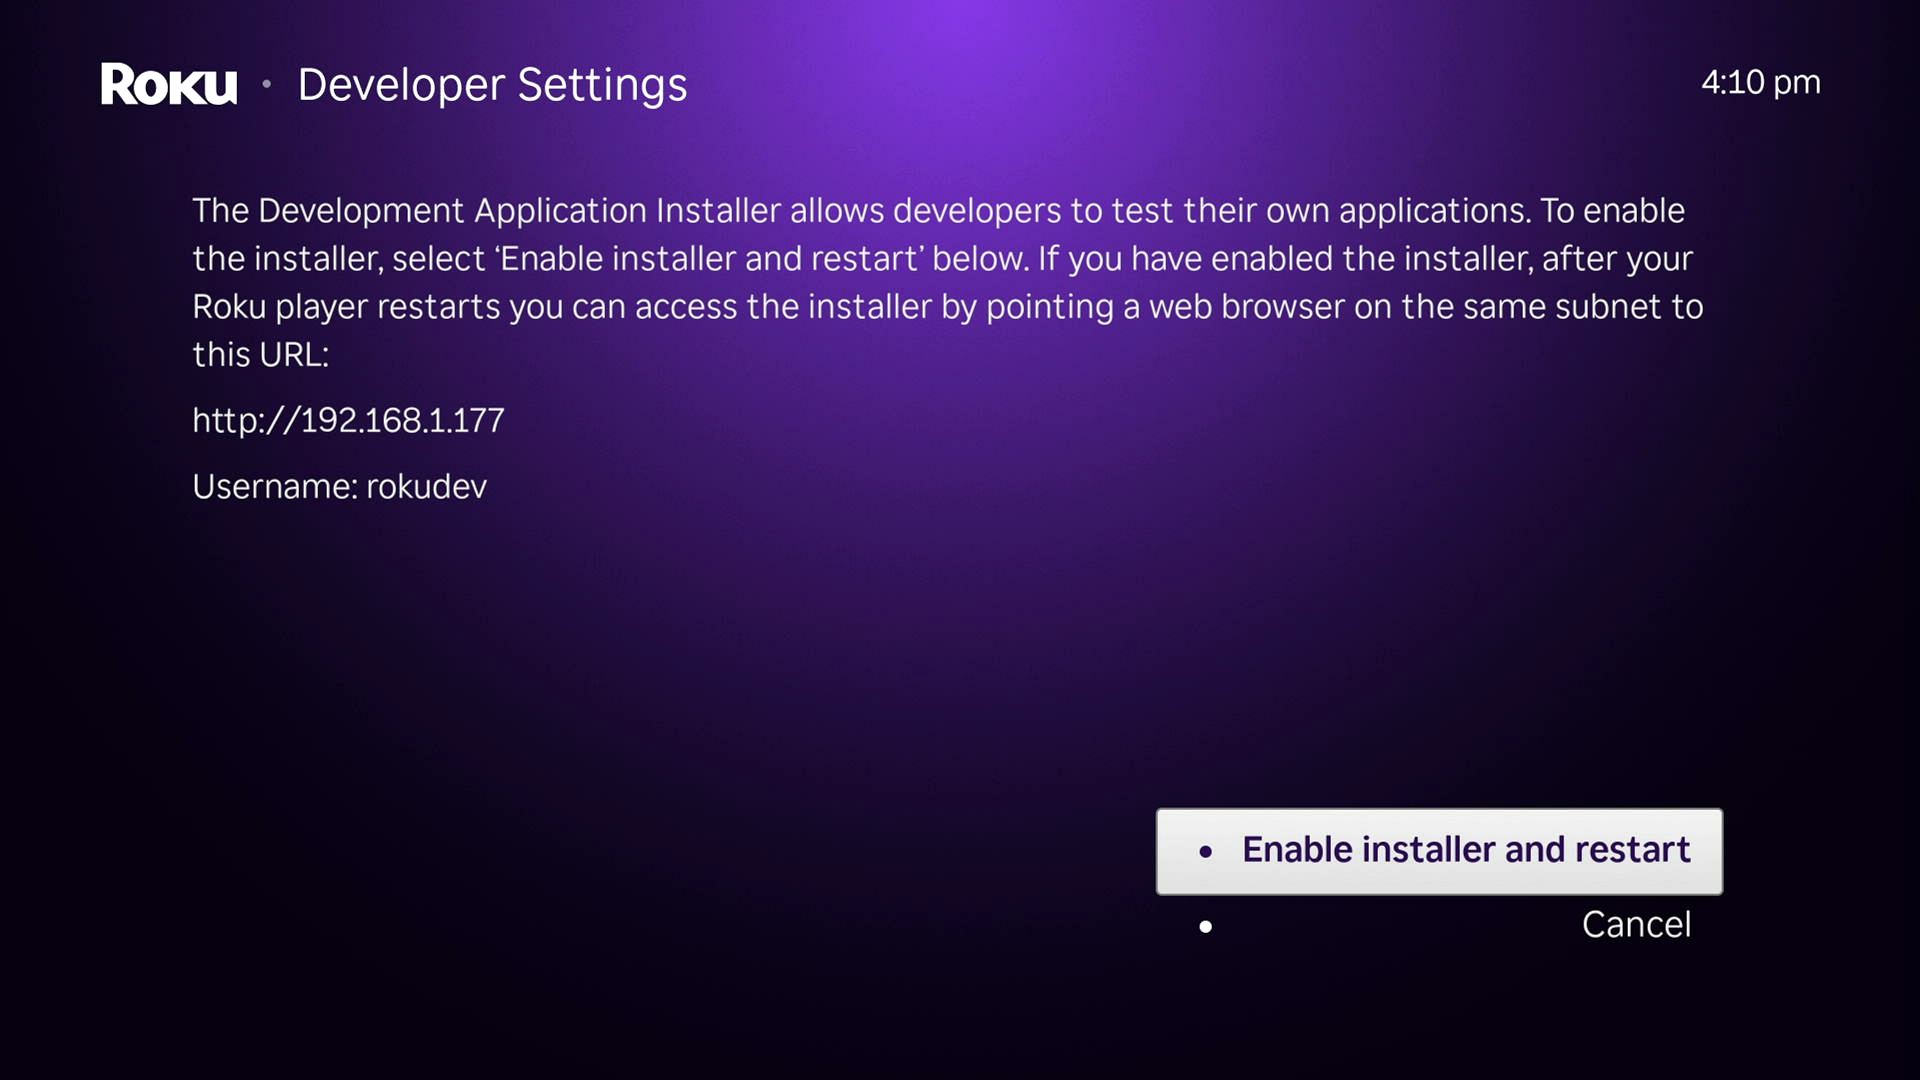 Roku • Developer Settings 4:10 pm
The Development Application Installer allows developers to test their own applications. To enable
the installer, select ‘Enable installer and restart’ below. If you have enabled the installer, after your
Roku player restarts you can access the installer by pointing a web browser on the same subnet to
this URL:
http://192.168.1.177
Username: rokudev
• Enable installer and restart
• Cancel